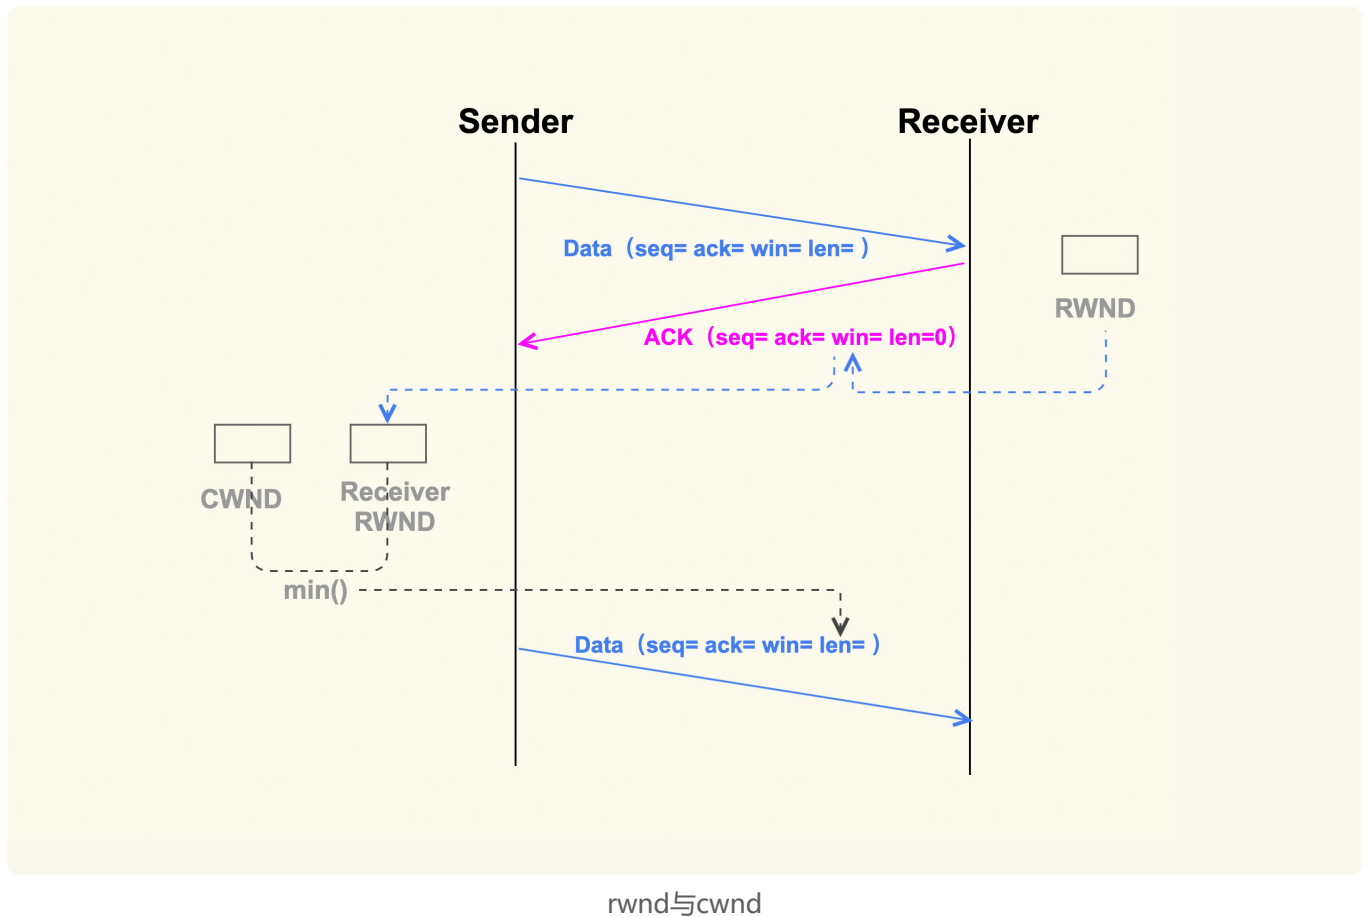 Sender
Receiver
Data（seq= ack= win= len= ）
RWND
ACK（seq= ack= win= len=0）
CWND
Receiver
RWND
min()
Data（seq= ack= win= len= ）
rwnd与cwnd